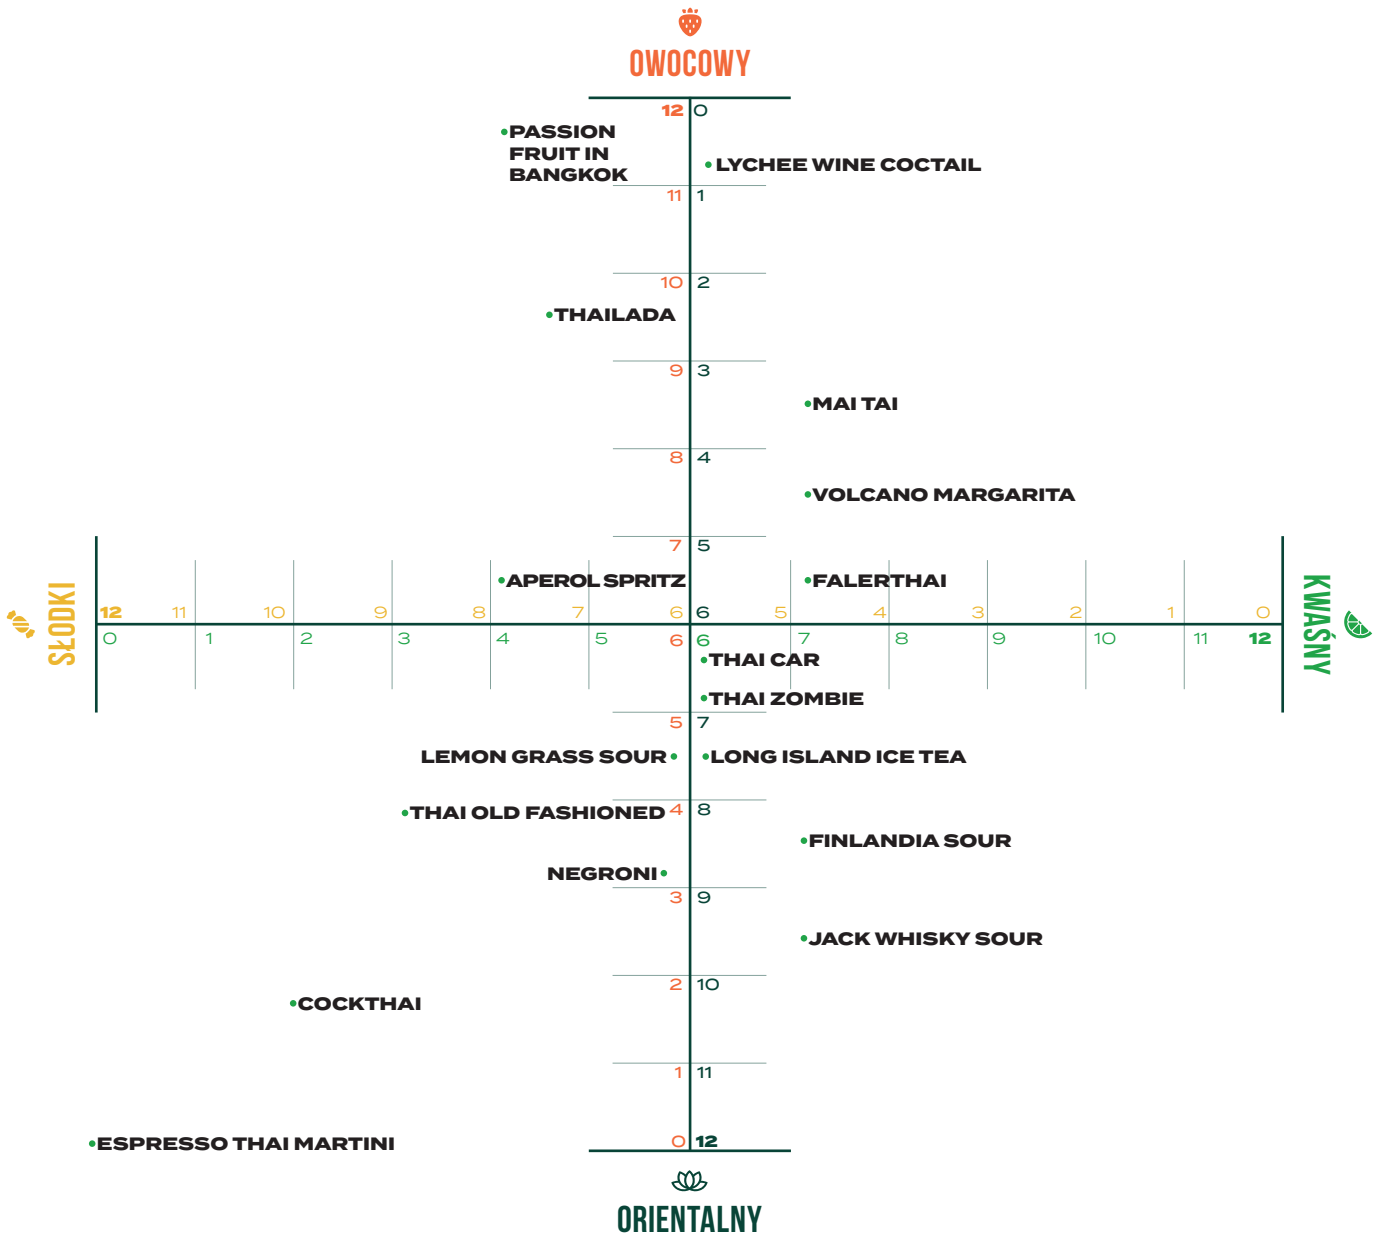 OWOCOWY
12 0
PASSION
FRUIT IN
BANGKOK
LYCHEE WINE COCTAIL
11 1
10 2
THAILADA
9 3
MAI TAI
8 4
VOLCANO MARGARITA
7 5
APEROL SPRITZ
FALERTHAI
SŁODKI
12 11 10 9 8 7 6 6 5 4 3 2 1 0
0 1 2 3 4 5 6 6 7 8 9 10 11 12
KWAŚNY
THAI CAR
THAI ZOMBIE
5 7
LEMON GRASS SOUR
LONG ISLAND ICE TEA
THAI OLD FASHIONED
4 8
FINLANDIA SOUR
NEGRONI
3 9
JACK WHISKY SOUR
2 10
COCKTHAI
1 11
ESPRESSO THAI MARTINI
0 12
ORIENTALNY